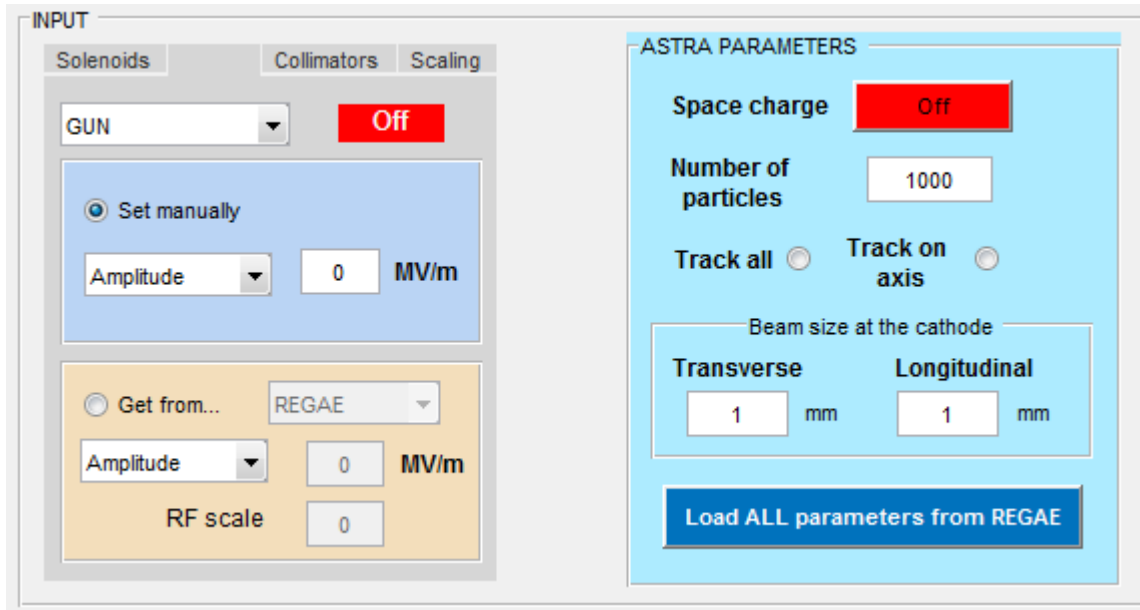 INPUT
Solenoids Collimators Scaling
GUN Off
Set manually
Amplitude 0 MV/m
Get from... REGAE
Amplitude 0 MV/m
RF scale 0
ASTRA PARAMETERS
Space charge Off
Number of
particles
1000
Track all
Track on
axis
Beam size at the cathode
Transverse Longitudinal
1 mm 1 mm
Load ALL parameters from REGAE